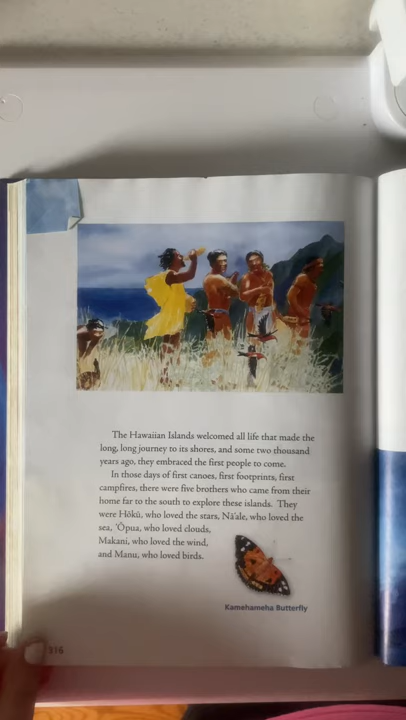 The Hawaiian Islands welcomed all life that made the
long, long journey to its shores, and some two thousand
years ago, they embraced the first people to come.
In those days of first canoes, first footprints, first
campfires, there were five brothers who came from their
home far to the south to explore these islands. They
were Hōkū, who loved the stars, Nā'ale, who loved the
sea, 'Ōpua, who loved clouds,
Makani, who loved the wind,
and Manu, who loved birds.
Kamehameha Butterfly
316